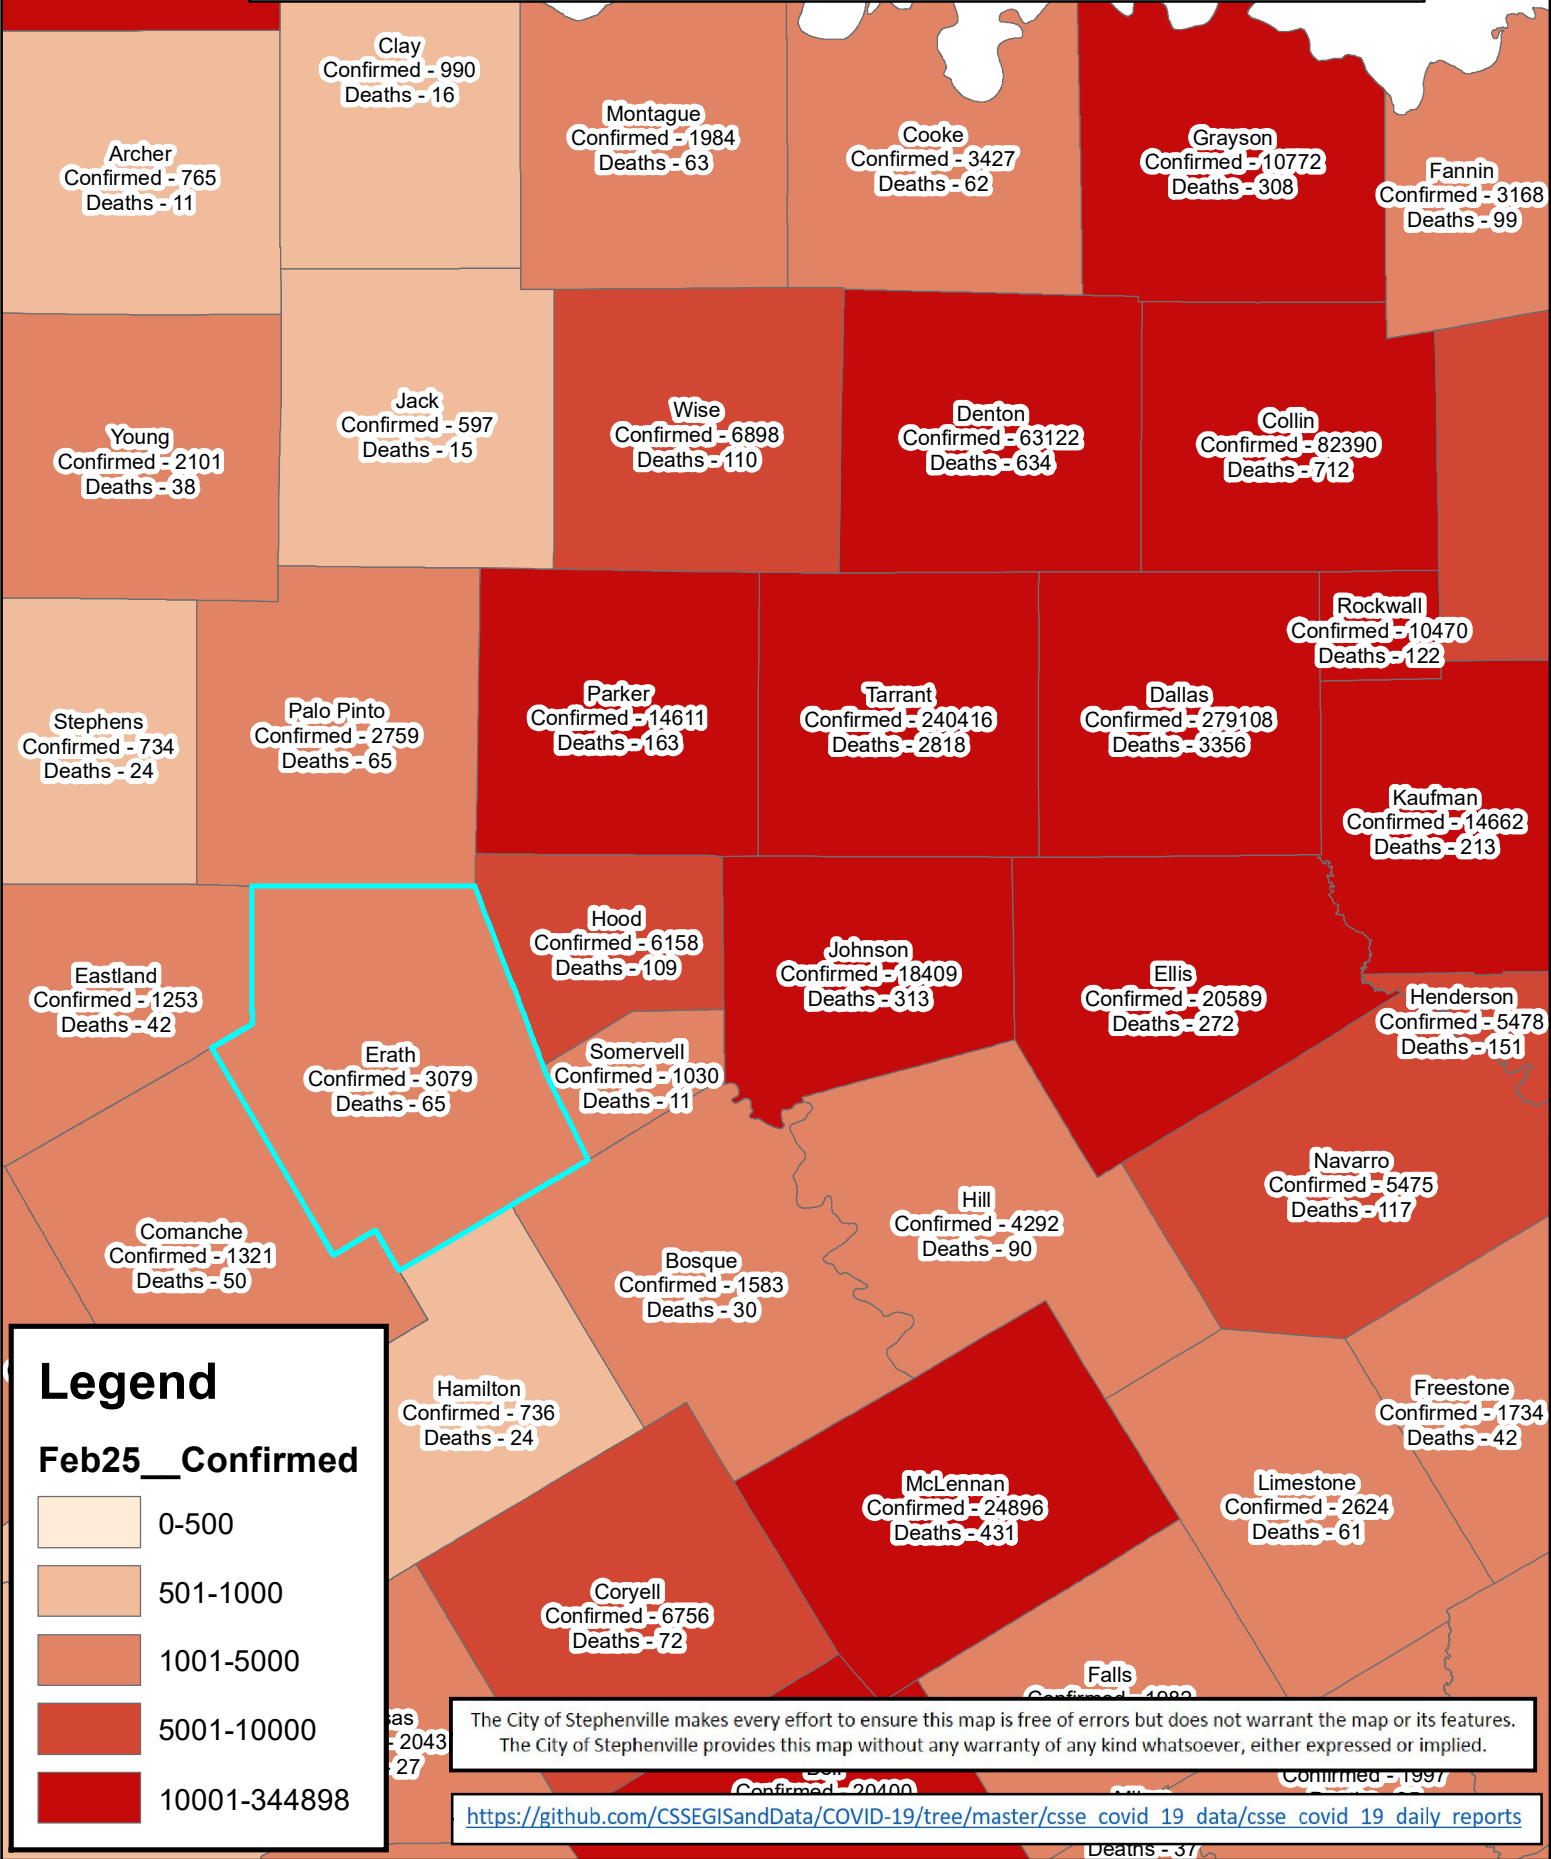 Clay
Confirmed - 990
Deaths - 16
Montague
Confirmed - 1984
Deaths - 63
Cooke
Confirmed - 3427
Deaths - 62
Grayson
Confirmed - 10772
Deaths - 308
Archer
Confirmed - 765
Deaths - 11
Fannin
Confirmed - 3168
Deaths - 99
Young
Confirmed - 2101
Deaths - 38
Jack
Confirmed - 597
Deaths - 15
Wise
Confirmed - 6898
Deaths - 110
Denton
Confirmed - 63122
Deaths - 634
Collin
Confirmed - 82390
Deaths - 712
Rockwall
Confirmed - 10470
Deaths - 122
Stephens
Confirmed - 734
Deaths - 24
Palo Pinto
Confirmed - 2759
Deaths - 65
Parker
Confirmed - 14611
Deaths - 163
Tarrant
Confirmed - 240416
Deaths - 2818
Dallas
Confirmed - 279108
Deaths - 3356
Kaufman
Confirmed - 14662
Deaths - 213
Eastland
Confirmed - 1253
Deaths - 42
Erath
Confirmed - 3079
Deaths - 65
Hood
Confirmed - 6158
Deaths - 109
Somervell
Confirmed - 1030
Deaths - 11
Johnson
Confirmed - 18409
Deaths - 313
Ellis
Confirmed - 20589
Deaths - 272
Henderson
Confirmed - 5478
Deaths - 151
Navarro
Confirmed - 5475
Deaths - 117
Comanche
Confirmed - 1321
Deaths - 50
Bosque
Confirmed - 1583
Deaths - 30
Hill
Confirmed - 4292
Deaths - 90
Hamilton
Confirmed - 736
Deaths - 24
Freestone
Confirmed - 1734
Deaths - 42
McLennan
Confirmed - 24896
Deaths - 431
Limestone
Confirmed - 2624
Deaths - 61
Coryell
Confirmed - 6756
Deaths - 72
Falls
Confirmed - 1982
sas
- 2043
- 27
Bell
Confirmed - 20400
Confirmed - 1997
Deaths - 37
Legend
Feb25__Confirmed
0-500
501-1000
1001-5000
5001-10000
10001-344898
The City of Stephenville makes every effort to ensure this map is free of errors but does not warrant the map or its features.
The City of Stephenville provides this map without any warranty of any kind whatsoever, either expressed or implied.
https://github.com/CSSEGISandData/COVID-19/tree/master/csse_covid_19_data/csse_covid_19_daily_reports